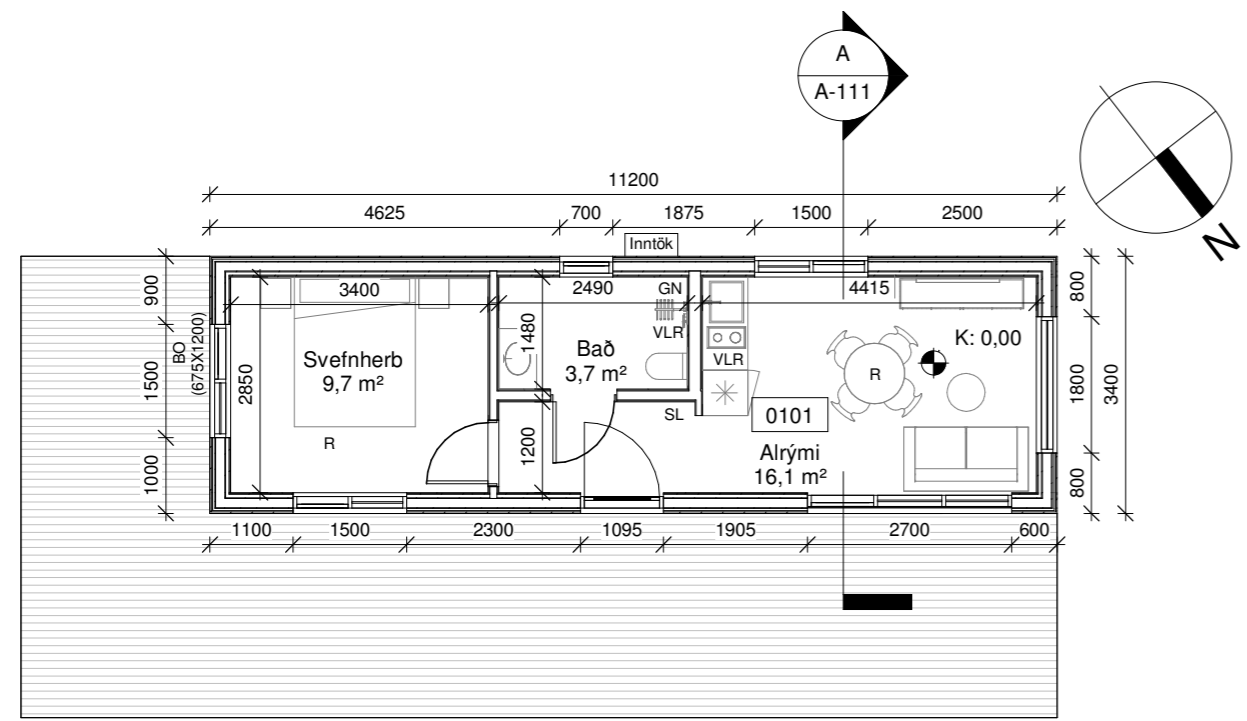 A
A-111
N
11200
4625
700
1875
1500
2500
Inntök
900
BO
(675X1200)
1500
1000
2850
3400
Svefnherb
9,7 m²
R
1480
2490
GN
VLR
Bað
3,7 m²
1200
SL
VLR
4415
K: 0,00
R
0101
Alrými
16,1 m²
800
1800
800
3400
1100
1500
2300
1095
1905
2700
600